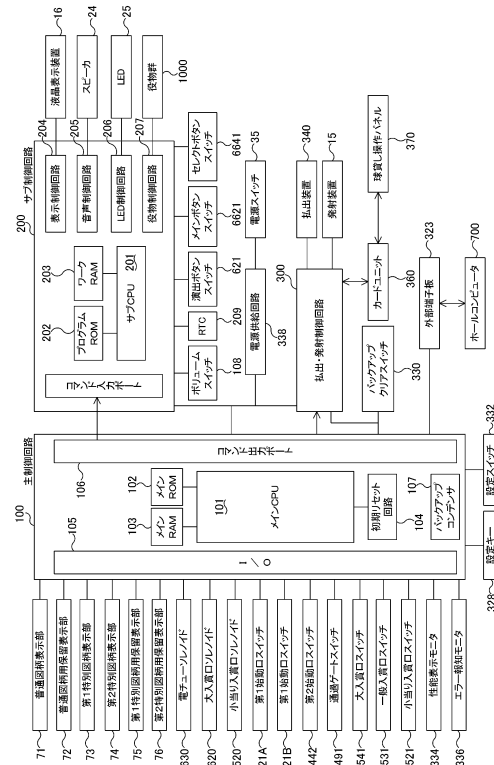 71
普通図柄表示部
72
普通図柄用保留表示部
73
第1特別図柄表示部
74
第2特別図柄表示部
75
第1特別図柄用保留表示部
76
第2特別図柄用保留表示部
630
電チューソレノイド
620
大入賞口ソレノイド
520
小当り入賞口ソレノイド
21A
第1始動口スイッチ
21B
第1始動口スイッチ
442
第2始動口スイッチ
491
通過ゲートスイッチ
541
大入賞口スイッチ
531
一般入賞口スイッチ
521
小当り入賞口スイッチ
334
性能表示モニタ
336
エラー報知モニタ
100
主制御回路
105
I/O
106
コマンド出力ポート
103
メイン
RAM
102
メイン
ROM
101
メインCPU
初期リセット
回路
104
107
バックアップ
コンデンサ
328
設定キー
設定スイッチ
332
200
サブ制御回路
コマンド入力ポート
202
プログラム
ROM
203
ワーク
RAM
サブCPU
201
204
表示制御回路
205
音声制御回路
206
LED制御回路
207
役物制御回路
16
液晶表示装置
24
スピーカ
25
LED
役物群
1000
ボリューム
スイッチ
108
RTC
209
演出ボタン
スイッチ
621
メインボタン
スイッチ
6621
セレクトボタン
スイッチ
6641
電源供給回路
338
電源スイッチ
35
300
払出・発射制御回路
払出装置
340
発射装置
15
バックアップ
クリアスイッチ
330
カードユニット
360
球貸し操作パネル
370
外部端子板
323
ホールコンピュータ
700